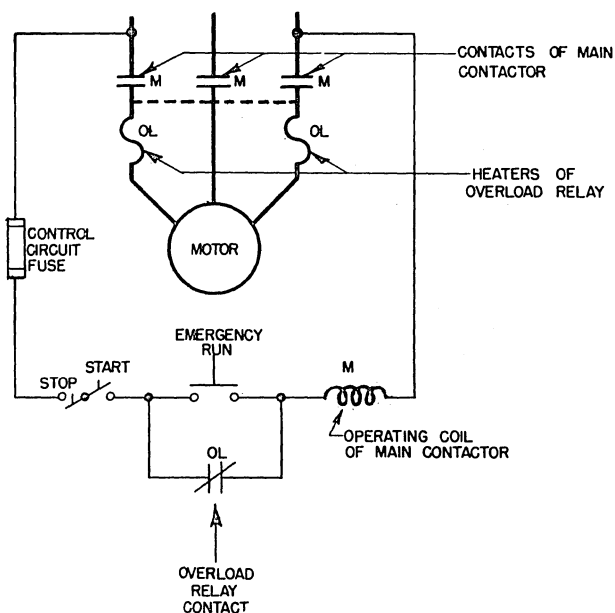 CONTACTS OF MAIN
CONTACTOR
M
M
M
OL
OL
HEATERS OF
OVERLOAD RELAY
CONTROL
CIRCUIT
FUSE
MOTOR
EMERGENCY
RUN
START
STOP
M
OPERATING COIL
OF MAIN CONTACTOR
OL
OVERLOAD
RELAY
CONTACT